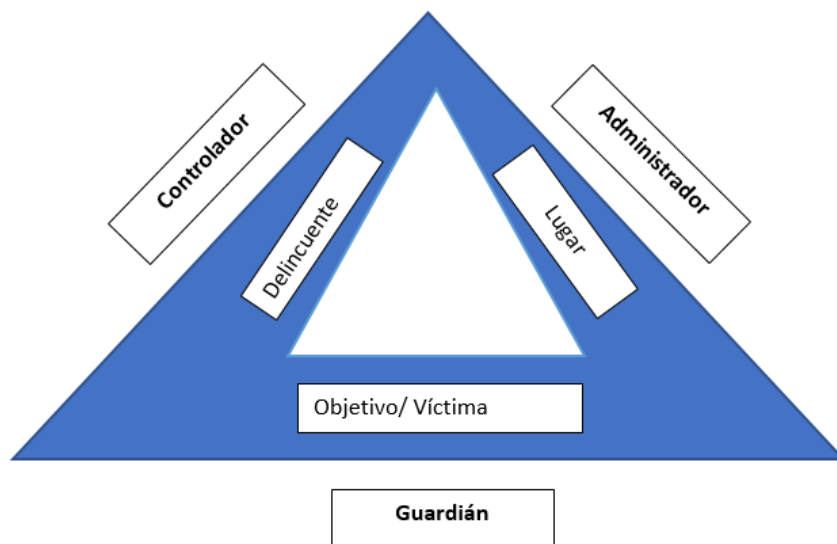 Controlador
Administrador
Delincuente
Lugar
Objetivo/ Víctima
Guardián